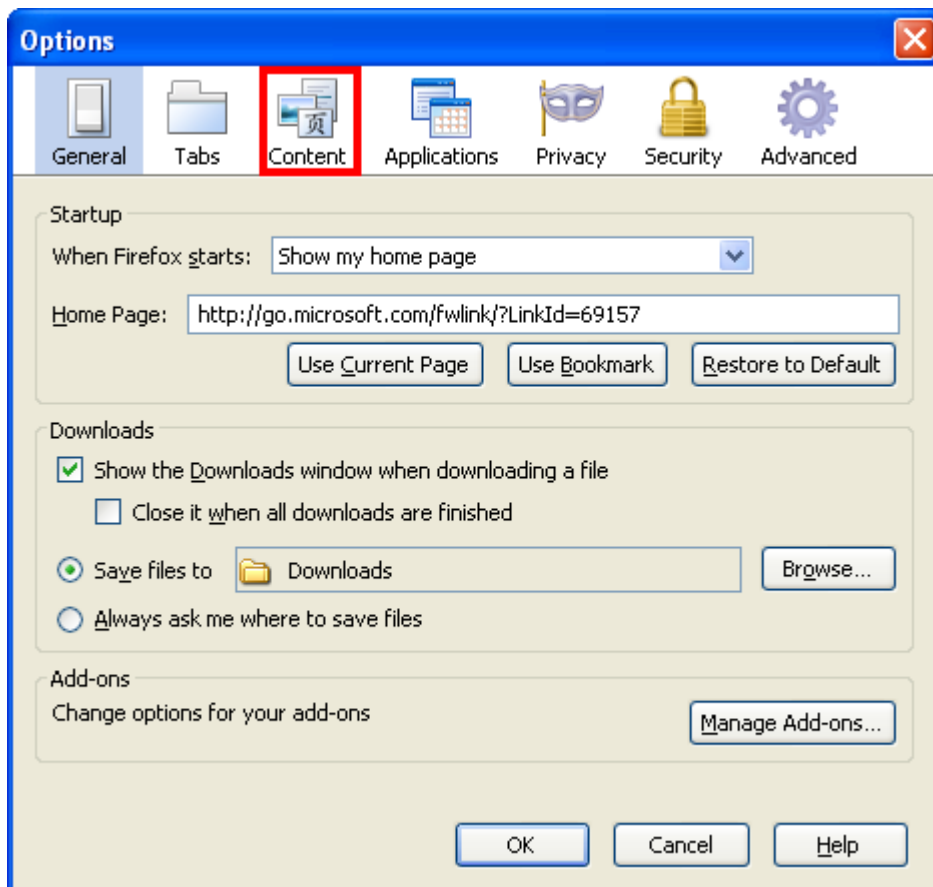 Options
页
General Tabs Content Applications Privacy Security Advanced
Startup
When Firefox starts: Show my home page
Home Page: http://go.microsoft.com/fwlink/?LinkId=69157
Use Current Page Use Bookmark Restore to Default
Downloads
Show the Downloads window when downloading a file
Close it when all downloads are finished
Save files to Downloads Browse...
Always ask me where to save files
Add-ons
Change options for your add-ons Manage Add-ons...
OK Cancel Help